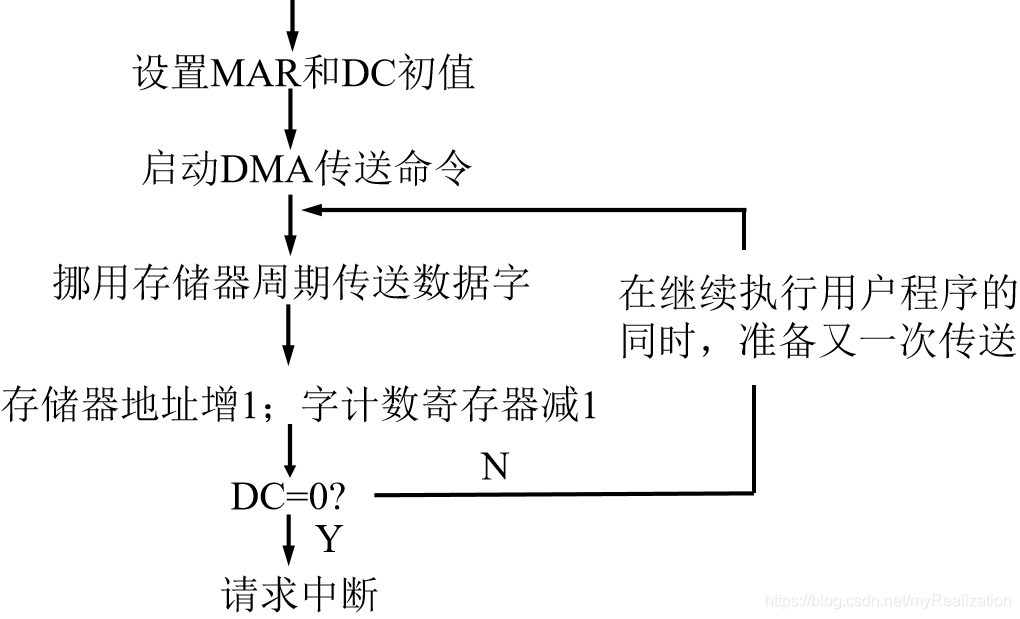 设置MAR和DC初值
启动DMA传送命令
挪用存储器周期传送数据字
在继续执行用户程序的
同时，准备又一次传送
存储器地址增1；字计数寄存器减1
N
DC=0?
Y
请求中断
https://blog.csdn.net/myRealization